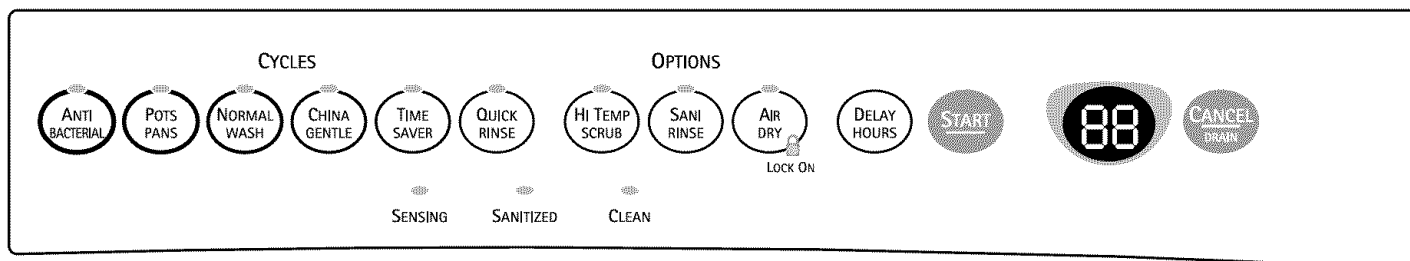 CYCLES
OPTIONS
ANTI
BACTERIAL
POTS
PANS
NORMAL
WASH
CHINA
GENTLE
TIME
SAVER
QUICK
RINSE
HI TEMP
SCRUB
SANI
RINSE
AIR
DRY
LOCK ON
DELAY
HOURS
START
88
CANCEL
DRAIN
SENSING
SANITIZED
CLEAN